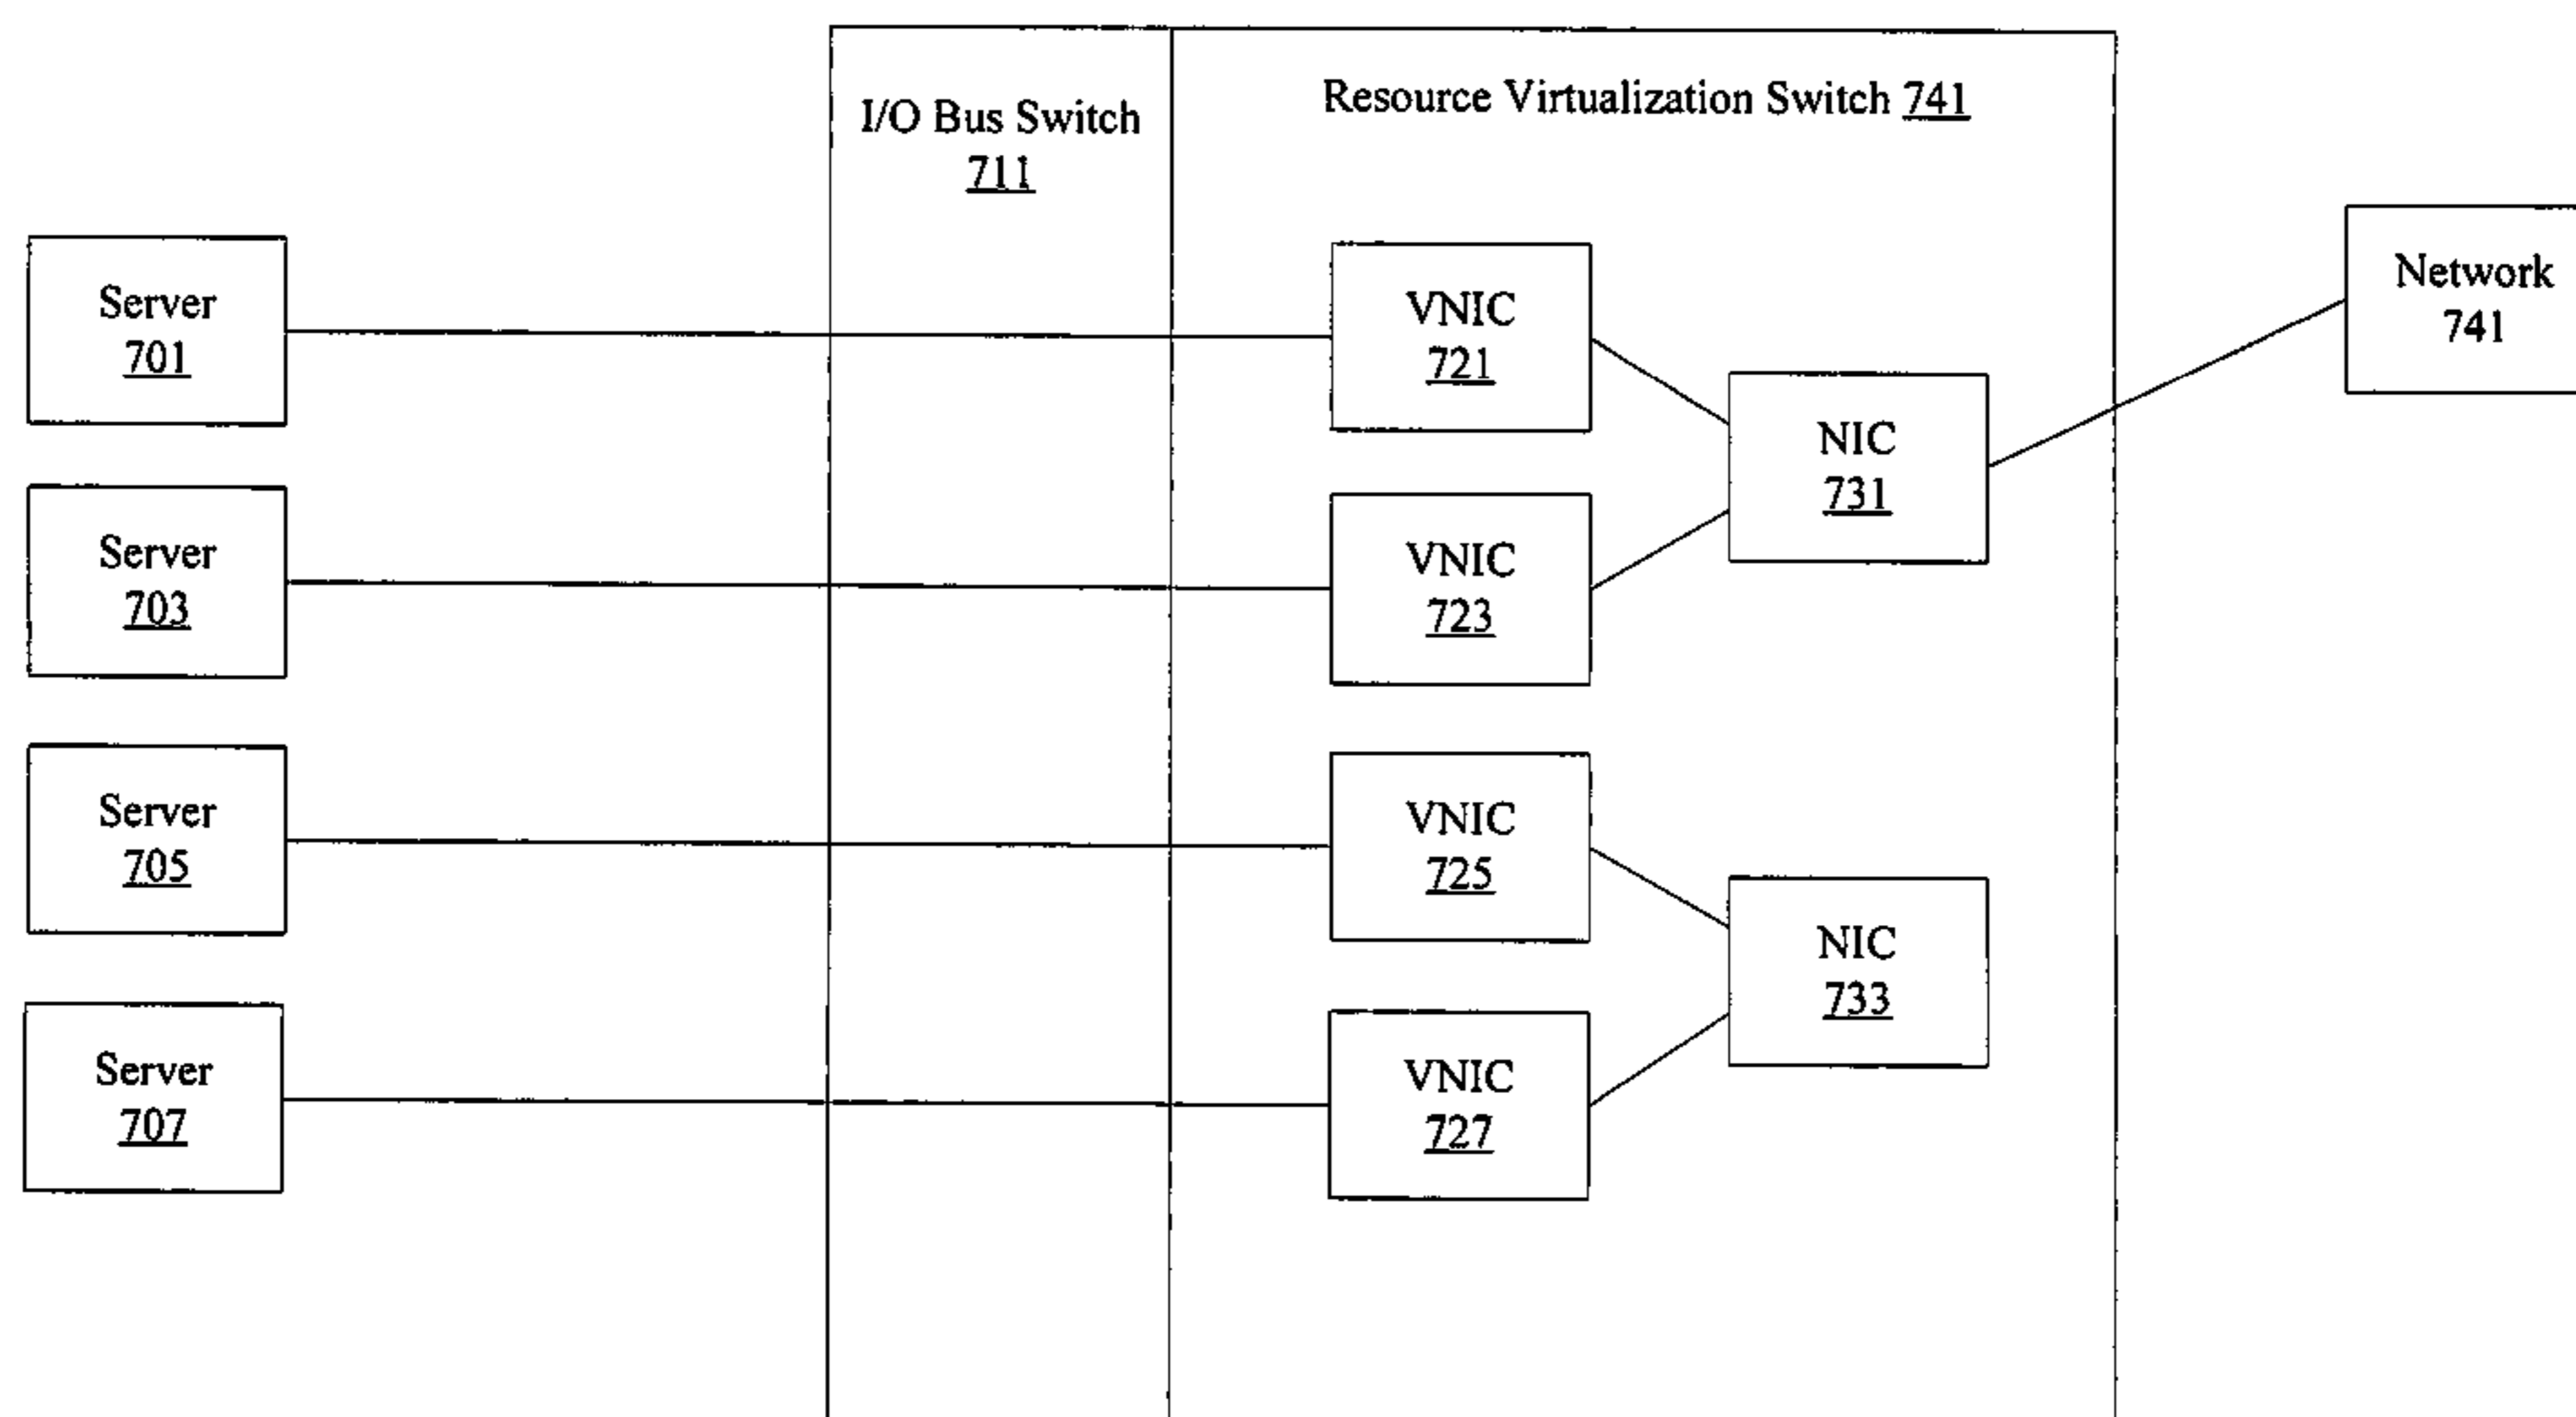 I/O Bus Switch
711
Resource Virtualization Switch 741
Server
701
VNIC
721
Network
741
NIC
731
Server
703
VNIC
723
Server
705
VNIC
725
NIC
733
Server
707
VNIC
727